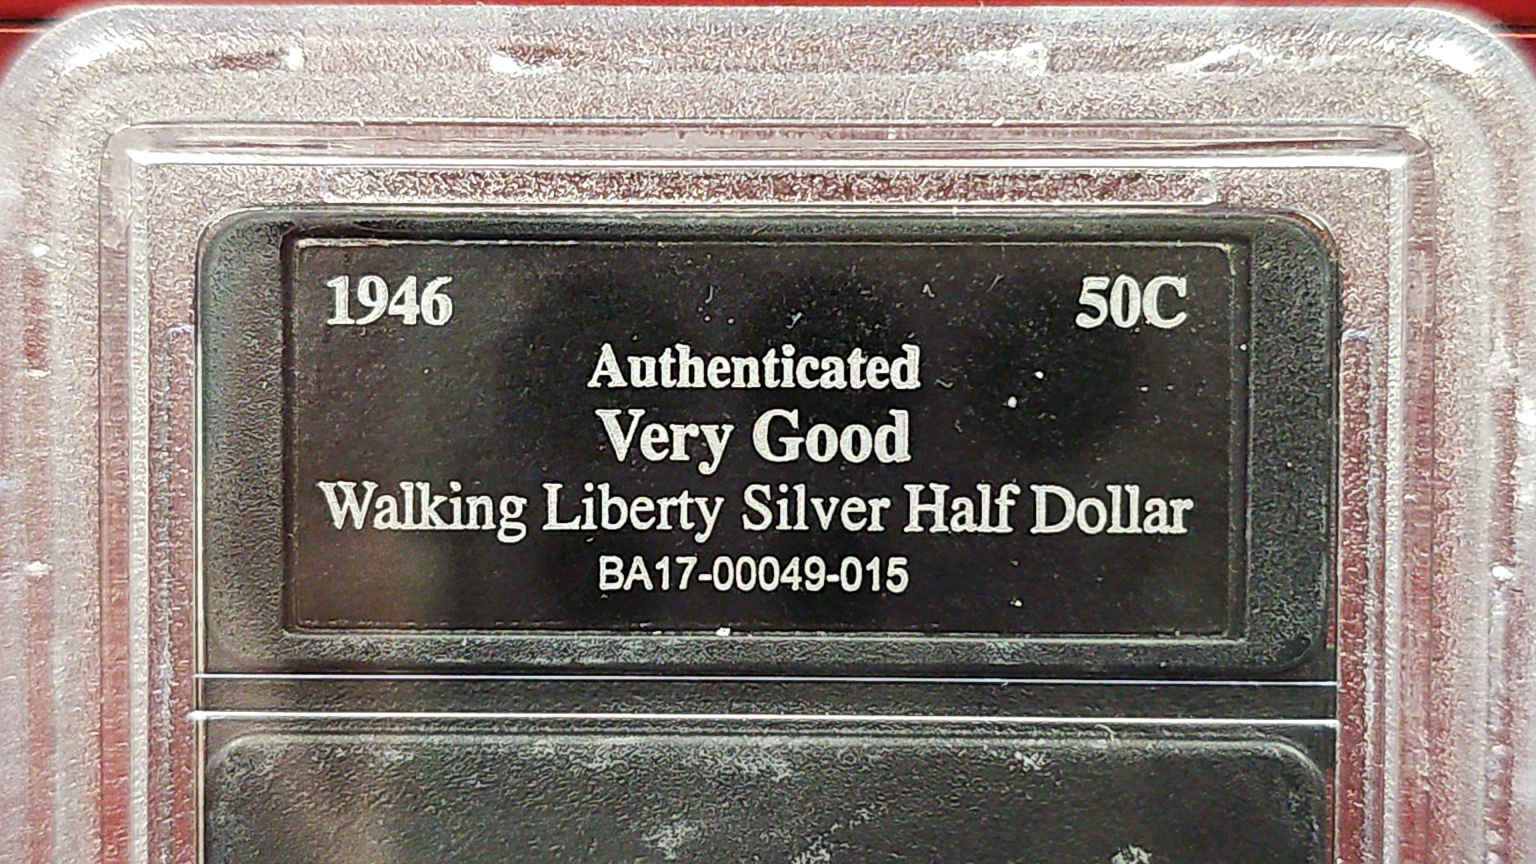 1946 50C
Authenticated
Very Good
Walking Liberty Silver Half Dollar
BA17-00049-015